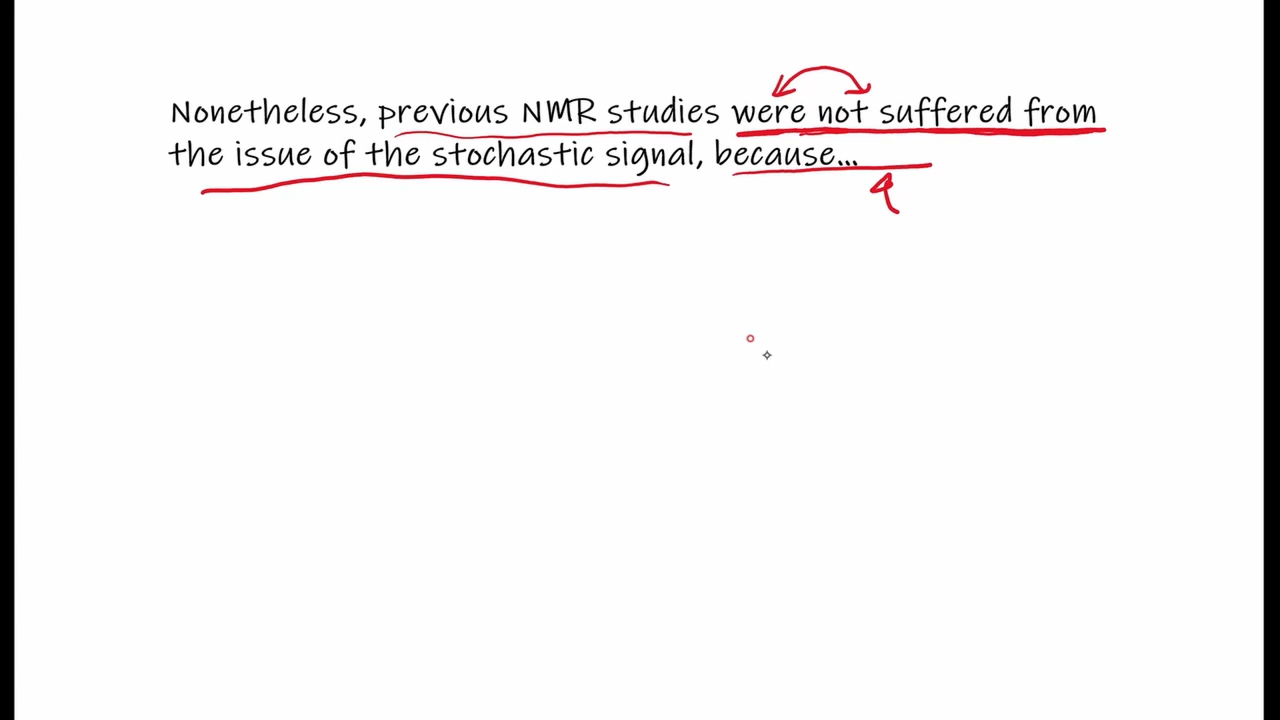 Nonetheless, previous NMR studies were not suffered from
the issue of the stochastic signal, because...